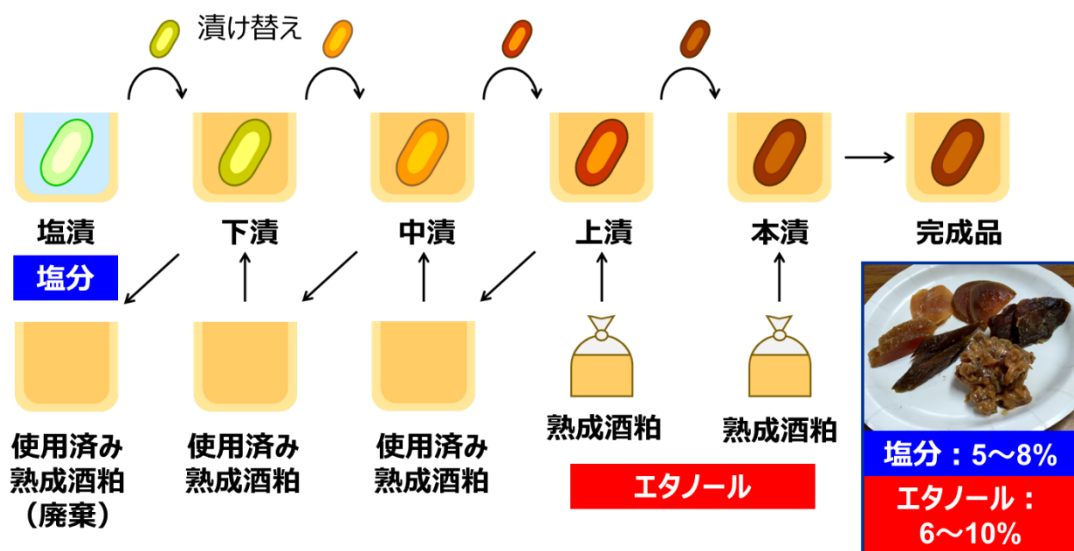 漬け替え
塩漬
下漬
中漬
上漬
本漬
完成品
塩分
使用済み
熟成酒粕
（廃棄）
使用済み
熟成酒粕
使用済み
熟成酒粕
熟成酒粕
熟成酒粕
エタノール
塩分：5～8%
エタノール：
6～10%